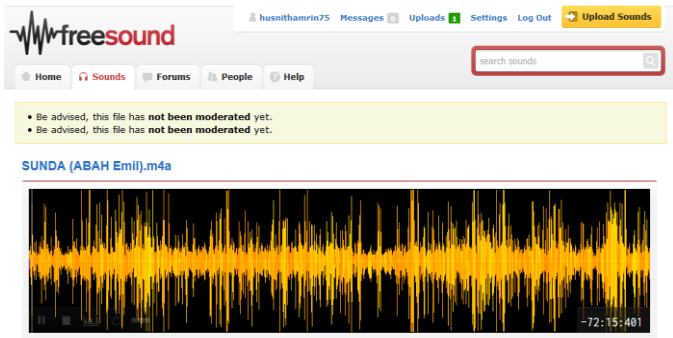 freesound
husnithamrin75 Messages 0 Uploads 1 Settings Log Out Upload Sounds
search sounds
Home Sounds Forums People Help
• Be advised, this file has not been moderated yet.
• Be advised, this file has not been moderated yet.
SUNDA (ABAH Emil).m4a
-72:15:401